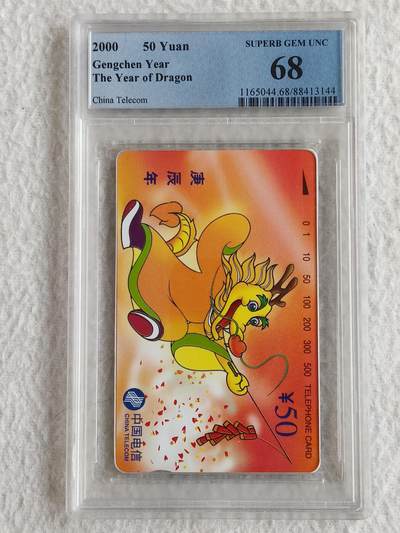 2000 50 Yuan
Gengchen Year
The Year of Dragon
China Telecom
SUPERB GEM UNC
68
1165044.68/88413144
庚辰年
0 1 10 50 100 200 300 500 TELEPHONE CARD
¥50
中国电信
CHINA TELECOM